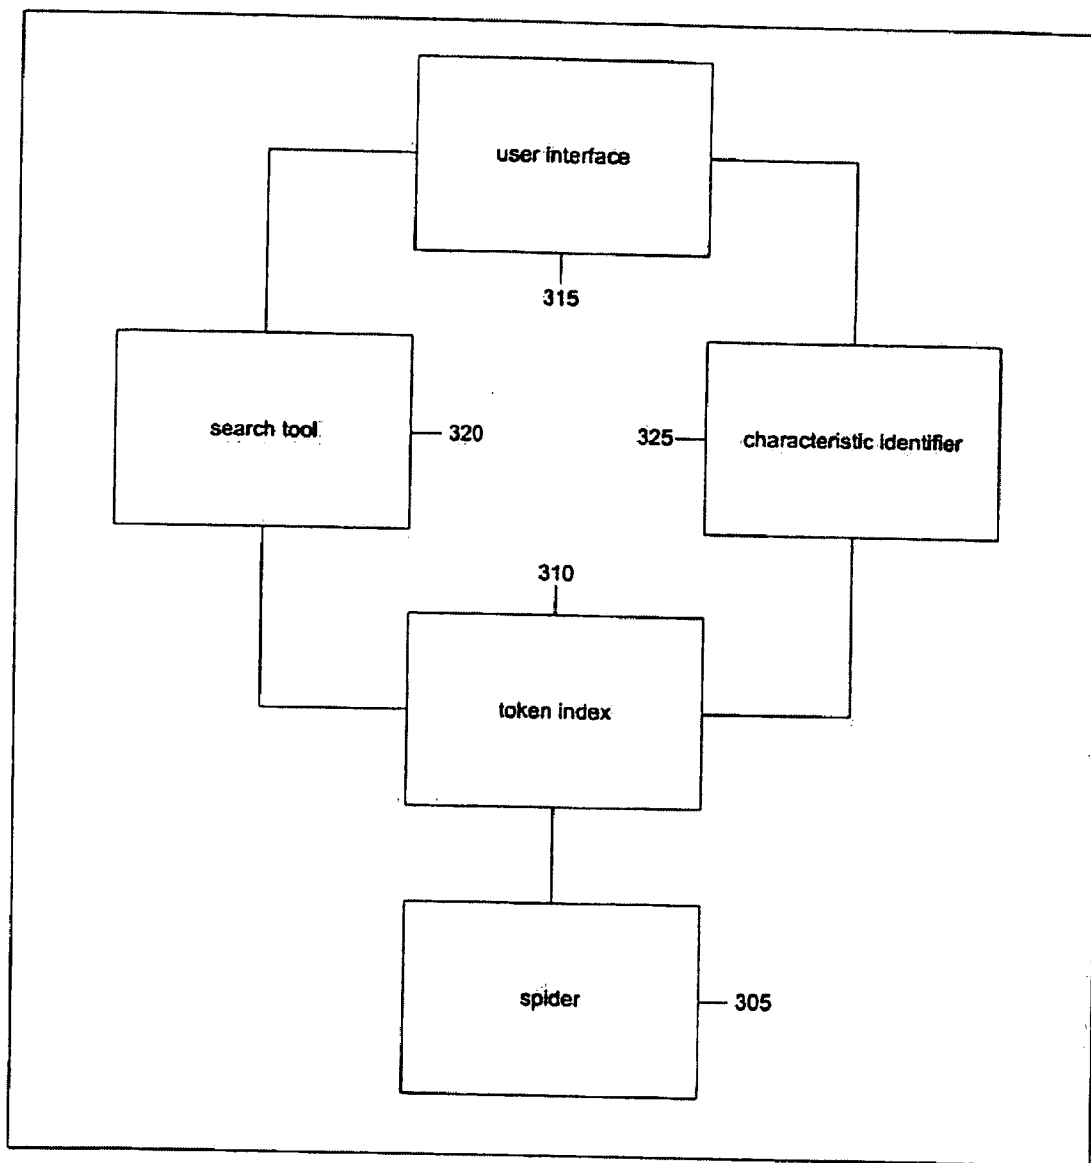 user interface
315
search tool
320
325
characteristic identifier
310
token index
spider
305